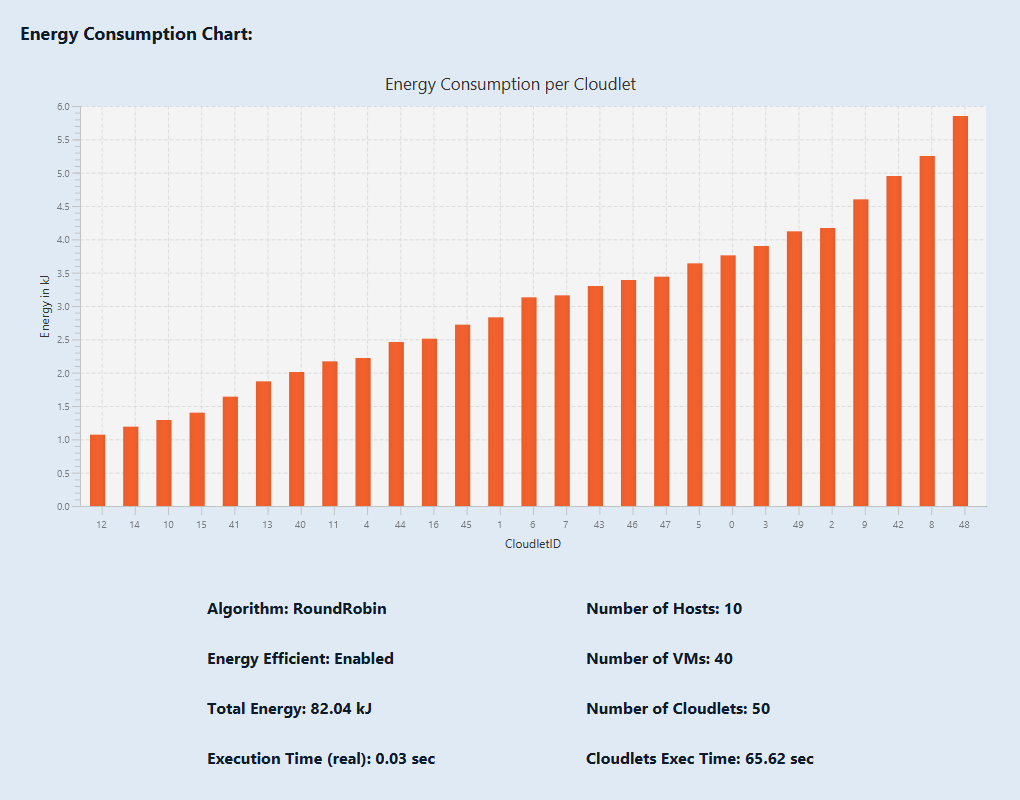 Energy Consumption Chart:
Energy Consumption per Cloudlet
6.0
5.5
5.0
4.5
4.0
3.5
3.0
2.5
2.0
1.5
1.0
0.5
0.0
Energy in kJ
12 14 10 15 41 13 40 11 4 44 16 45 1 6 7 43 46 47 5 0 3 49 2 9 42 8 48
CloudletID
Algorithm: RoundRobin
Number of Hosts: 10
Energy Efficient: Enabled
Number of VMs: 40
Total Energy: 82.04 kJ
Number of Cloudlets: 50
Execution Time (real): 0.03 sec
Cloudlets Exec Time: 65.62 sec